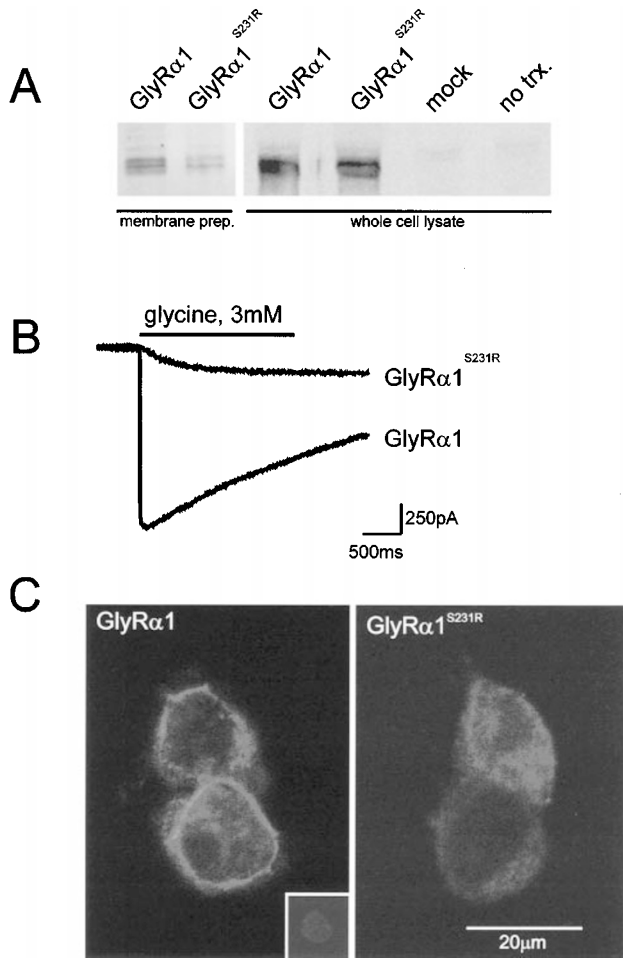 A
GlyRα1
GlyRα1 S231R
GlyRα1
GlyRα1 S231R
mock
no trx.
membrane prep.
whole cell lysate
B
glycine, 3mM
GlyRα1 S231R
GlyRα1
250pA
500ms
C
GlyRα1
GlyRα1 S231R
20μm